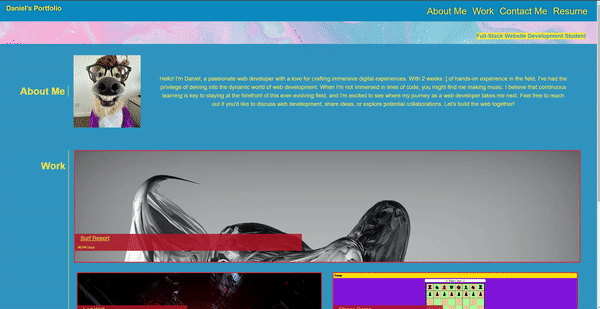 Daniel's Portfolio
About Me Work Contact Me Resume
Full-Stack Website Development Student
About Me
Hello! I'm Daniel, a passionate web developer with a love for crafting immersive digital experiences. With 2 weeks :] of hands-on experience in the field, I've had the
privilege of delving into the dynamic world of web development. When I'm not immersed in lines of code, you might find me making music. I believe that continuous
learning is key to staying at the forefront of this ever-evolving field, and I'm excited to see where my journey as a web developer takes me next. Feel free to reach
out if you'd like to discuss web development, share ideas, or explore potential collaborations. Let's build the web together!
Work
Surf Report